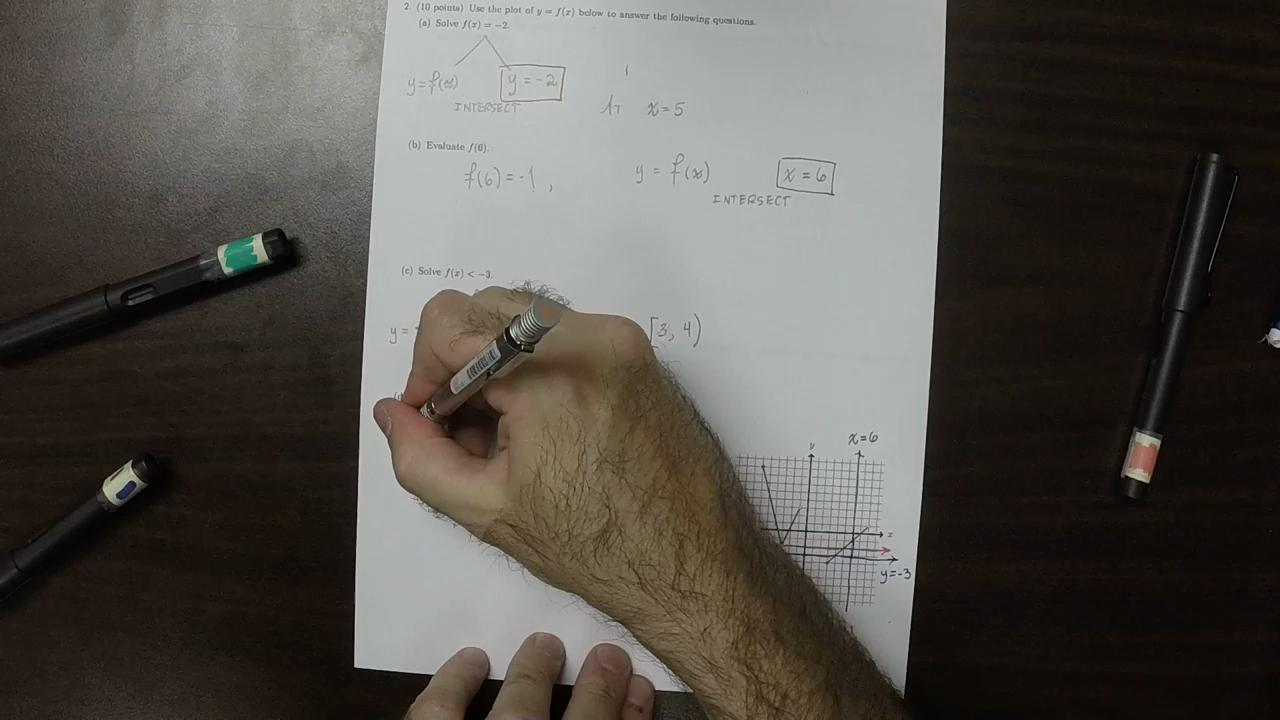 2. (10 points) Use the plot of y = f(x) below to answer the following questions.
(a) Solve f(x) = -2.
y = f(x) y = -2
INTERSECT AT x = 5
(b) Evaluate f(6).
f(6) = -1 , y = f(x) x = 6
INTERSECT
(c) Solve f(x) < -3.
y = [3, 4)
x=6
y
x
y=-3